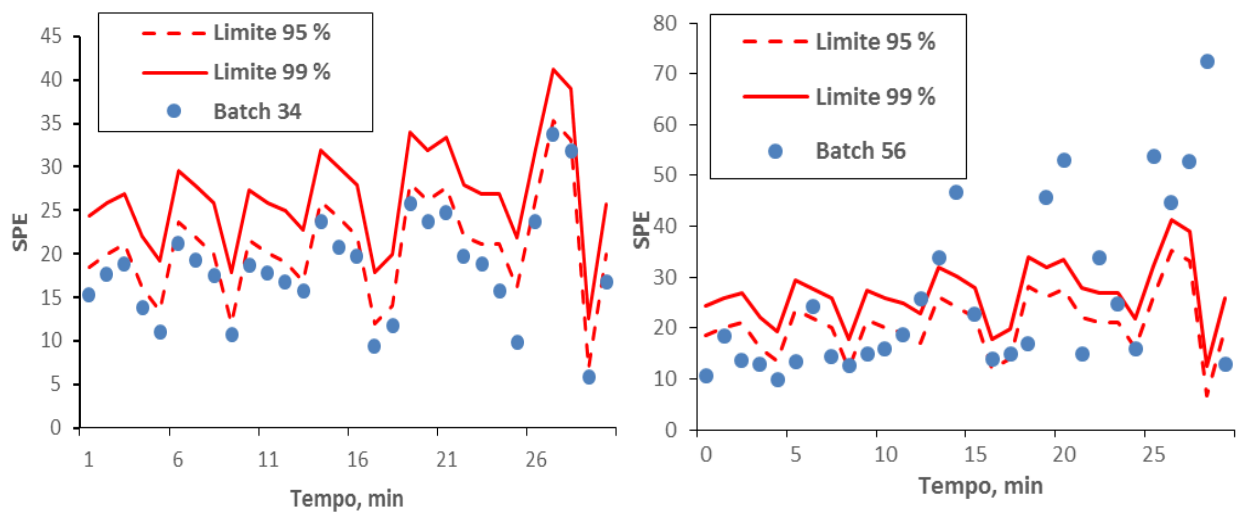 Limite 95 %
Limite 99 %
Batch 34
45
40
35
30
25
20
15
10
5
0
SPE
1 6 11 16 21 26
Tempo, min
Limite 95 %
Limite 99 %
Batch 56
80
70
60
50
40
30
20
10
0
SPE
0 5 10 15 20 25
Tempo, min